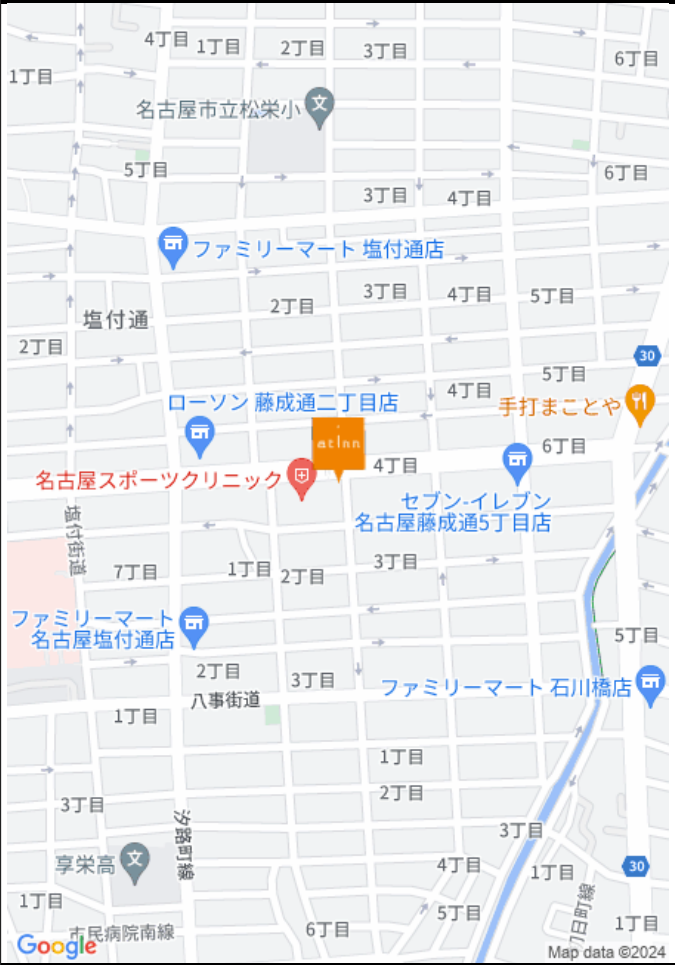 4丁目
1丁目
2丁目
3丁目
6丁目
1丁目
名古屋市立松栄小
文
5丁目
6丁目
3丁目
4丁目
ファミリーマート 塩付通店
3丁目
4丁目
5丁目
2丁目
塩付通
2丁目
30
5丁目
4丁目
ローソン 藤成通二丁目店
手打まことや
at Inn
6丁目
4丁目
名古屋スポーツクリニック
セブン-イレブン
名古屋藤成通5丁目店
塩付街道
3丁目
7丁目
1丁目
2丁目
ファミリーマート
名古屋塩付通店
5丁目
2丁目
3丁目
ファミリーマート 石川橋店
八事街道
1丁目
1丁目
2丁目
3丁目
汐路町線
3丁目
文
享栄高
4丁目
1丁目
30
1丁目
5丁目
1丁目
6丁目
市民病院南線
Google
Map data ©2024